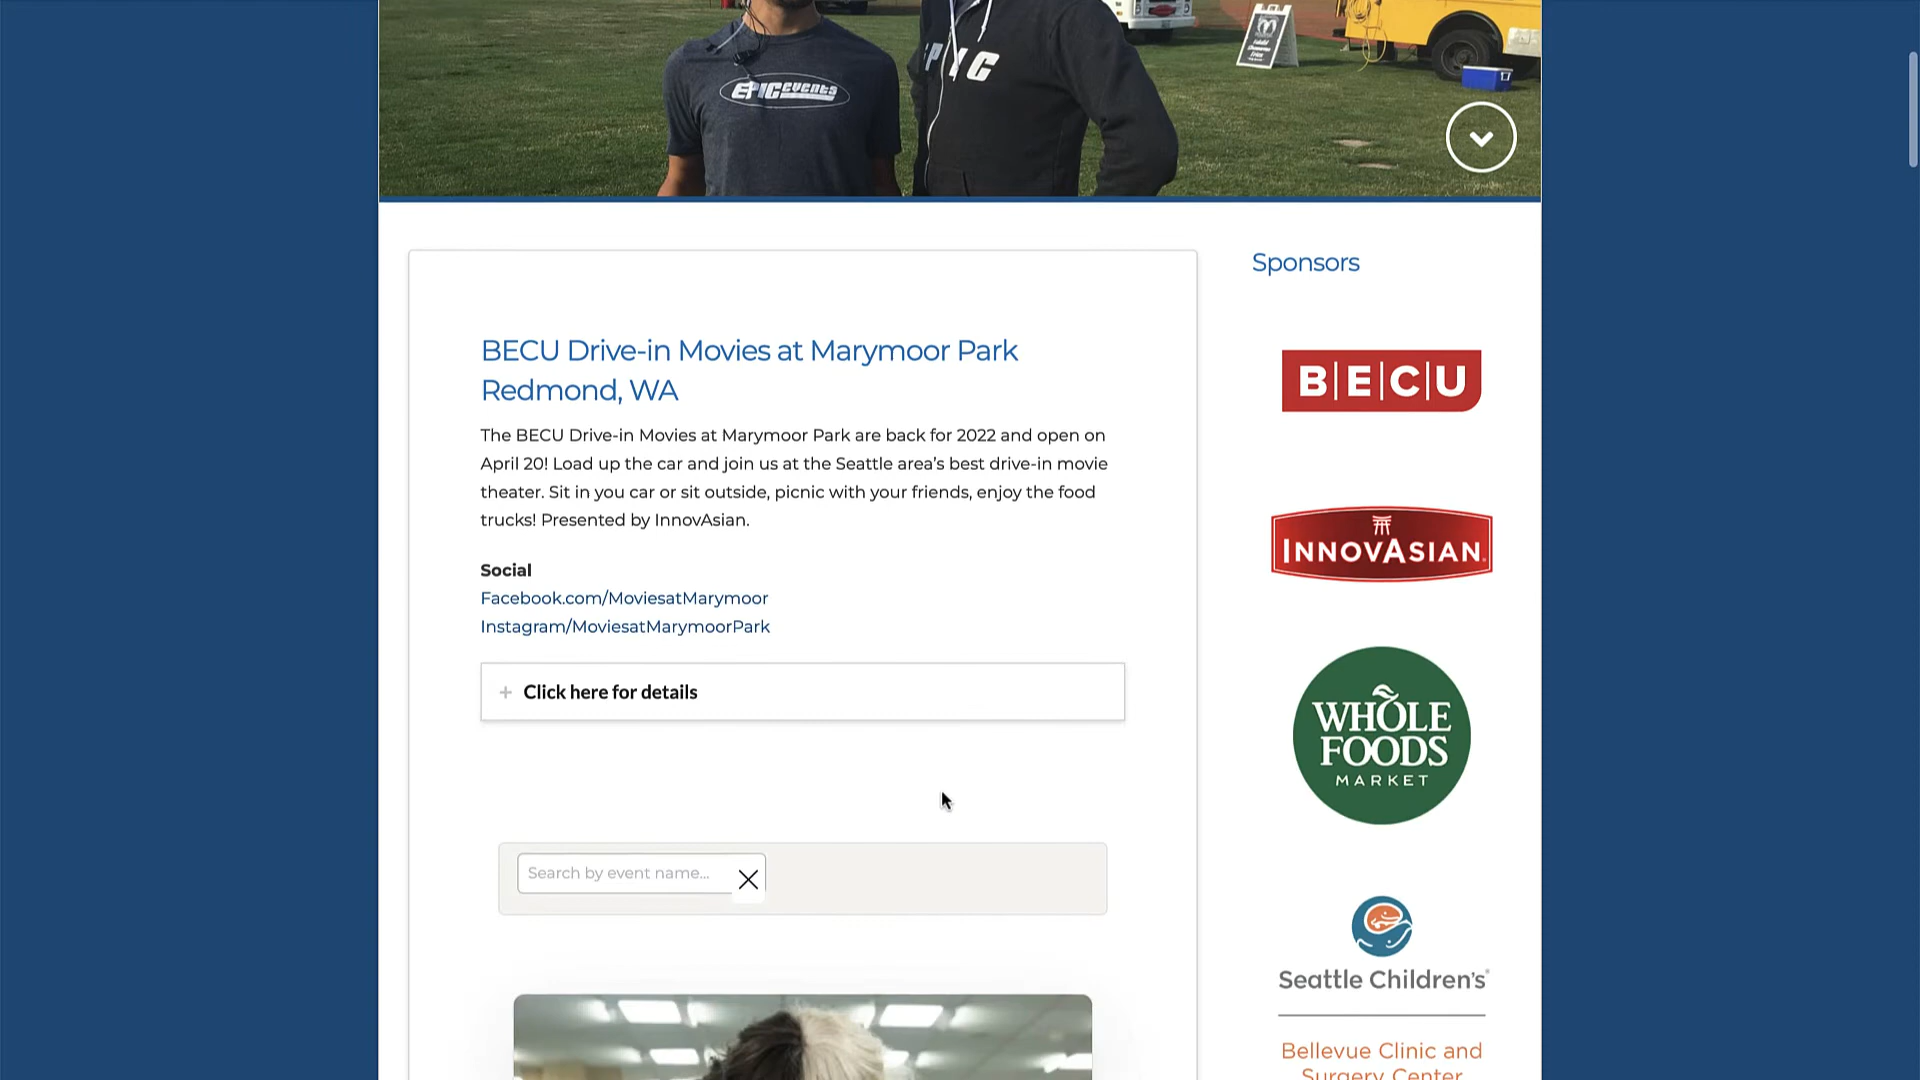 EPIC events
EPIC
Sponsors
BECU Drive-in Movies at Marymoor Park
Redmond, WA
The BECU Drive-in Movies at Marymoor Park are back for 2022 and open on
April 20! Load up the car and join us at the Seattle area's best drive-in movie
theater. Sit in you car or sit outside, picnic with your friends, enjoy the food
trucks! Presented by InnovAsian.
Social
Facebook.com/MoviesatMarymoor
Instagram/MoviesatMarymoorPark
+ Click here for details
Search by event name...
B|E|C|U
INNOVASIAN
WHOLE
FOODS
MARKET
Seattle Children's®
Bellevue Clinic and
Surgery Center